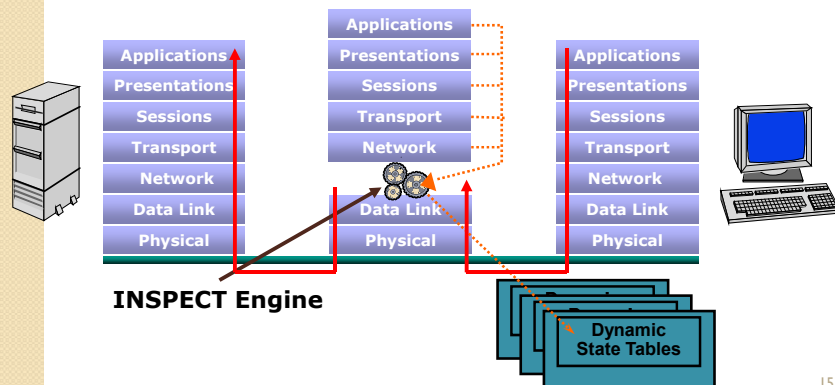 Applications
Presentations
Sessions
Transport
Network
Data Link
Physical
Applications
Presentations
Sessions
Transport
Network
Data Link
Physical
Applications
Presentations
Sessions
Transport
Network
Data Link
Physical
INSPECT Engine
Dynamic
State Tables
15